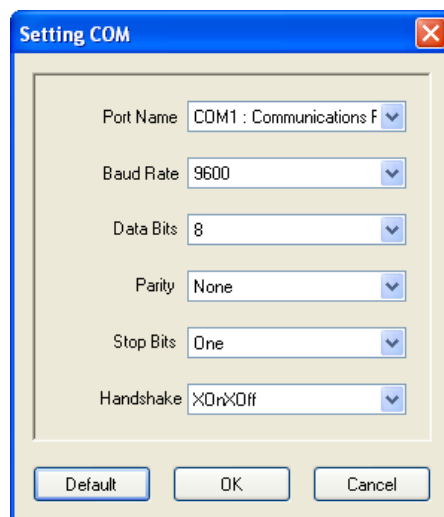 Setting COM
Port Name COM1 : Communications F
Baud Rate 9600
Data Bits 8
Parity None
Stop Bits One
Handshake XOnXOff
Default OK Cancel